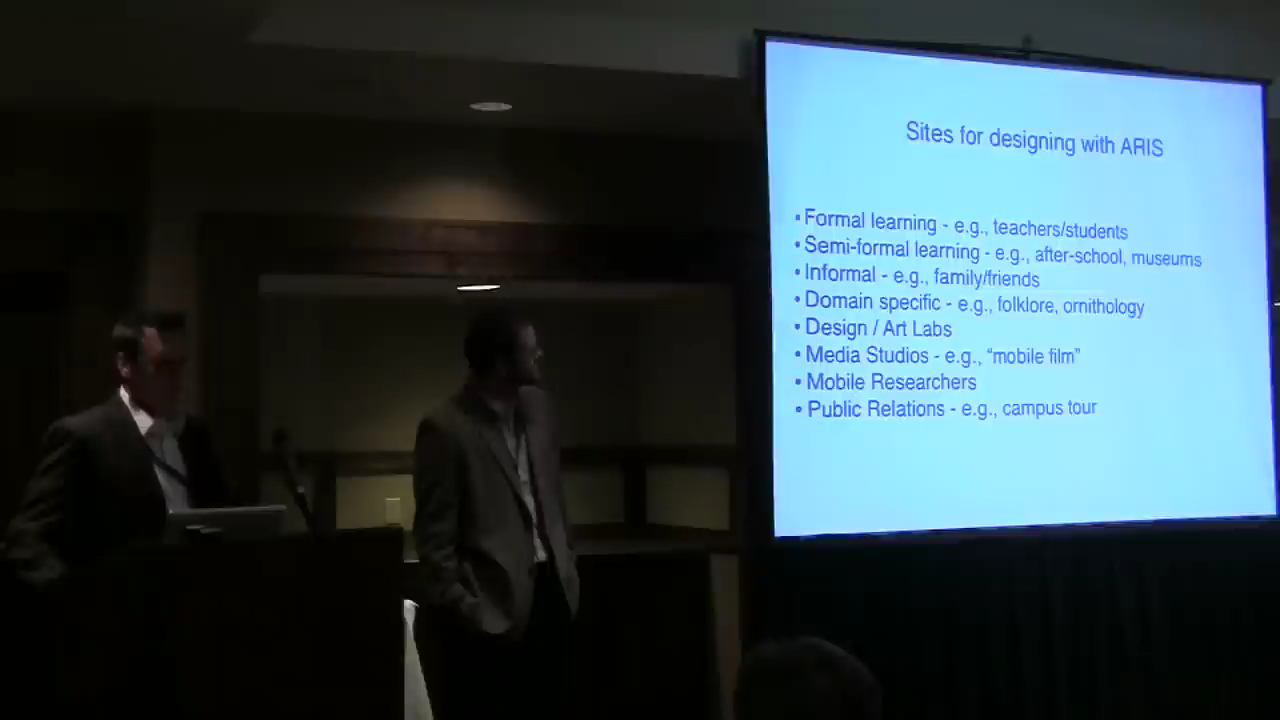 Sites for designing with ARIS
• Formal learning - e.g., teachers/students
• Semi-formal learning - e.g., after-school, museums
• Informal - e.g., family/friends
• Domain specific - e.g., folklore, ornithology
• Design / Art Labs
• Media Studios - e.g., “mobile film”
• Mobile Researchers
• Public Relations - e.g., campus tour